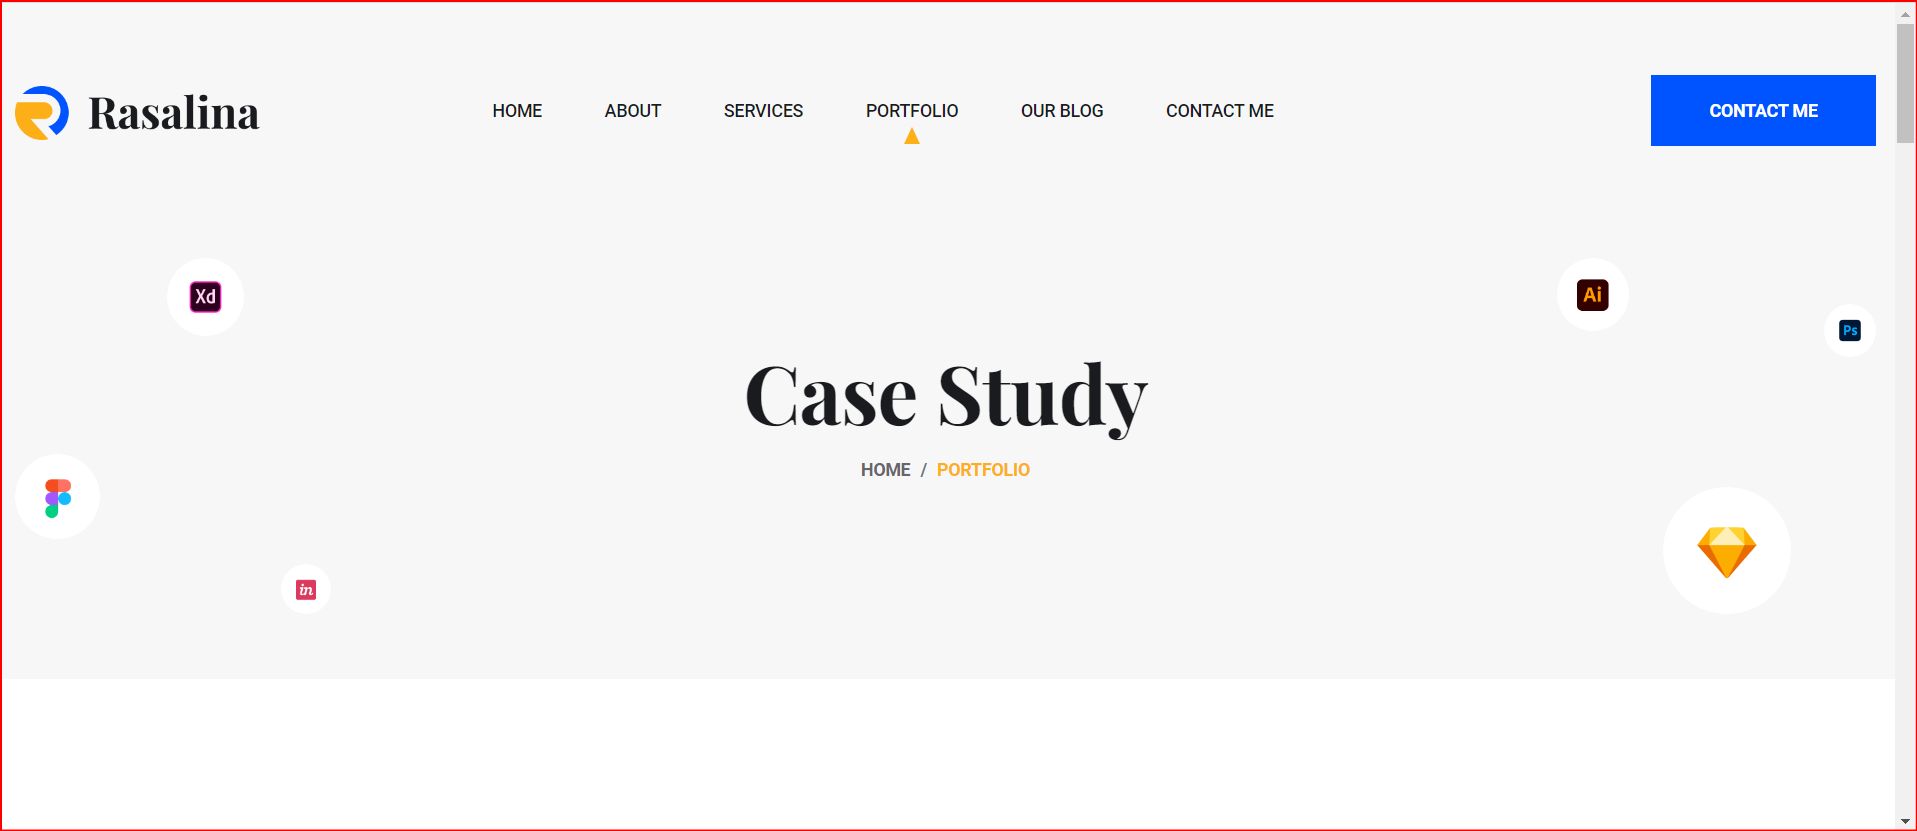 Rasalina
HOME ABOUT SERVICES PORTFOLIO OUR BLOG CONTACT ME
CONTACT ME
Xd
Ai
Ps
Case Study
HOME / PORTFOLIO
in